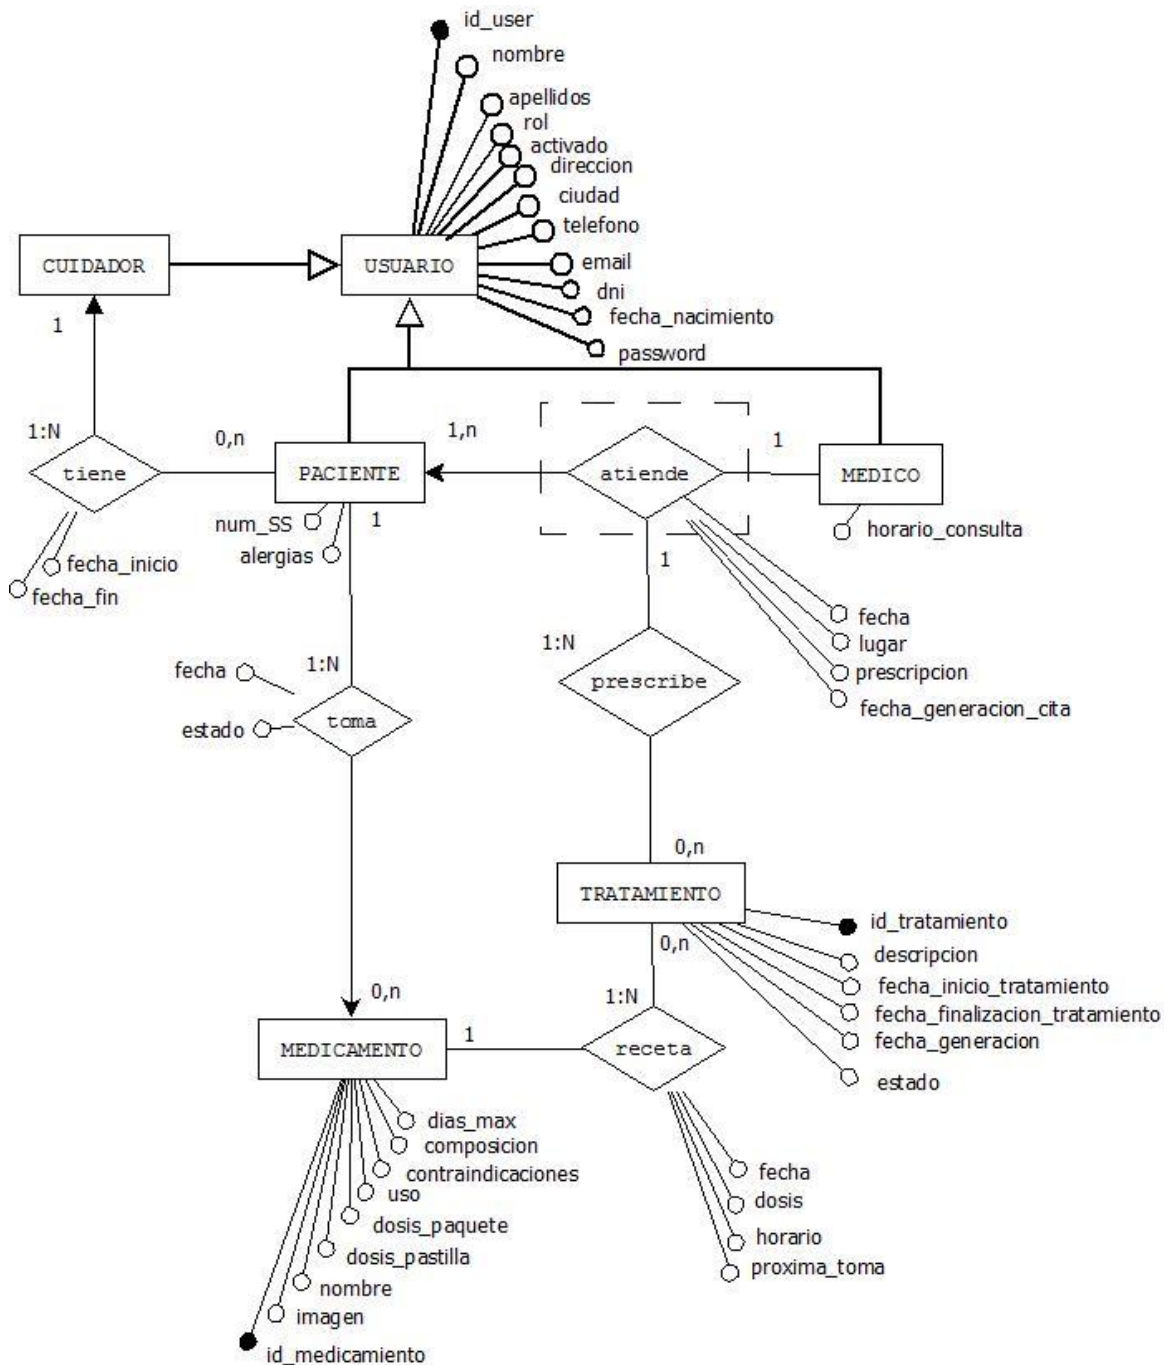 id_user
nombre
apellidos
rol
activado
direccion
ciudad
telefono
email
dni
fecha_nacimiento
password
CUIDADOR
USUARIO
1
1:N
0,n
1,n
1
tiene
PACIENTE
atiende
MEDICO
num_SS
alergias
1
horario_consulta
fecha_inicio
fecha_fin
1
fecha
lugar
prescripcion
fecha_generación_cita
1:N
1:N
fecha
estado
toma
prescribe
0,n
TRATAMIENTO
id_tratamiento
descripcion
fecha_inicio_tratamiento
fecha_finalizacion_tratamiento
fecha_generacion
estado
0,n
0,n
1:N
1
MEDICAMENTO
receta
dias_max
composicion
contraindicaciones
uso
dosis_paquete
dosis_pastilla
nombre
imagen
id_medicamiento
fecha
dosis
horario
proxima_toma